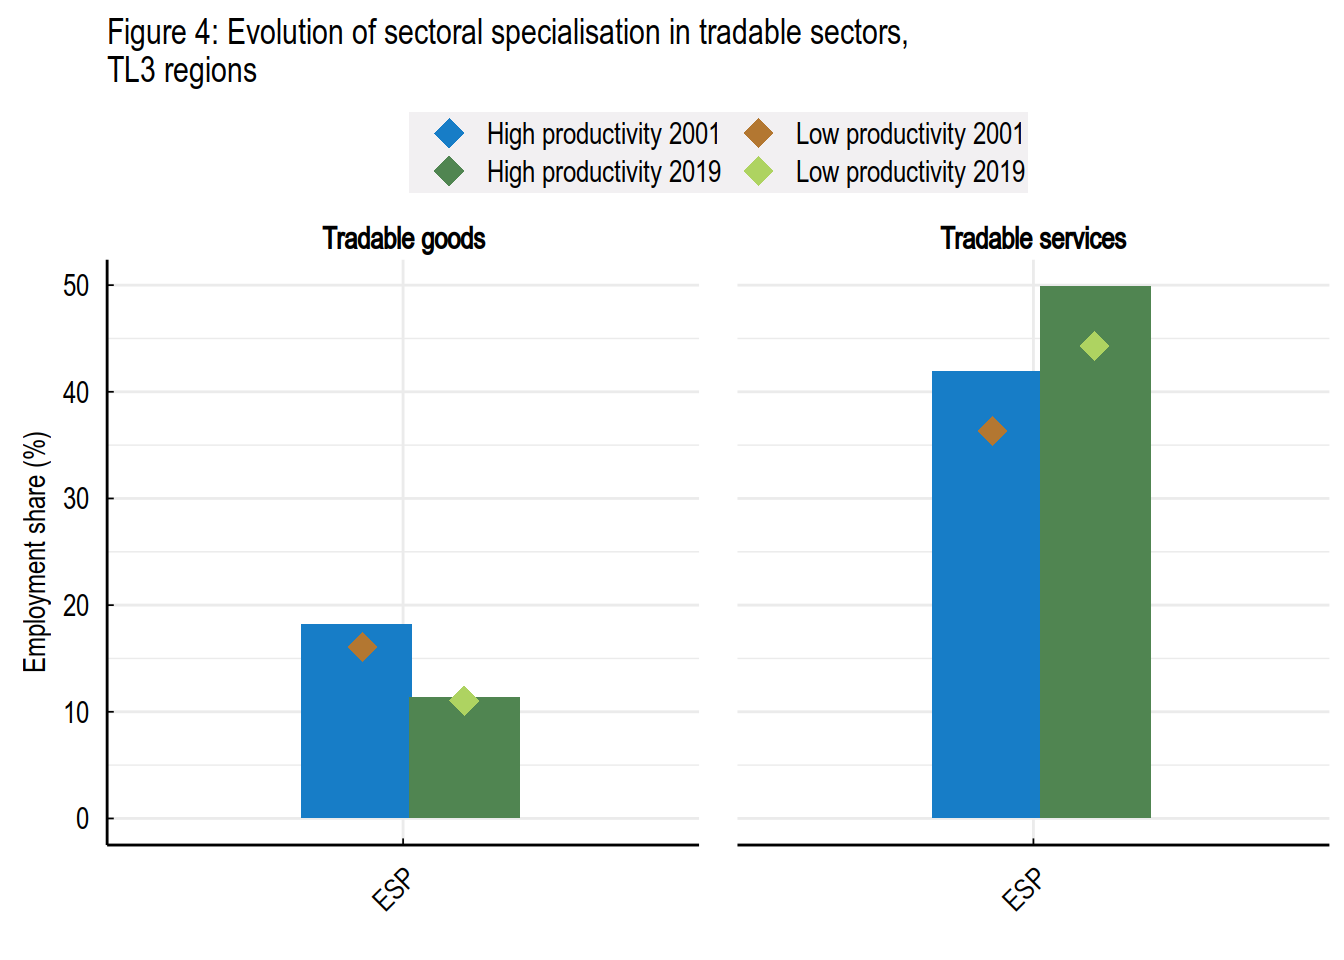 Figure 4: Evolution of sectoral specialisation in tradable sectors,
TL3 regions
High productivity 2001
Low productivity 2001
High productivity 2019
Low productivity 2019
Tradable goods
Tradable services
Employment share (%)
50
40
30
20
10
0
ESP
ESP